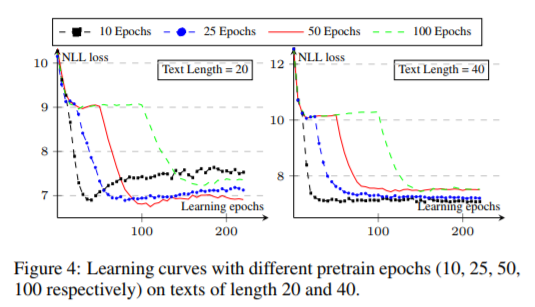 10 Epochs 25 Epochs 50 Epochs 100 Epochs
NLL loss
Text Length = 20
10
9
8
7
100
200
Learning epochs
NLL loss
Text Length = 40
12
10
8
100
200
Learning epochs
Figure 4: Learning curves with different pretrain epochs (10, 25, 50,
100 respectively) on texts of length 20 and 40.